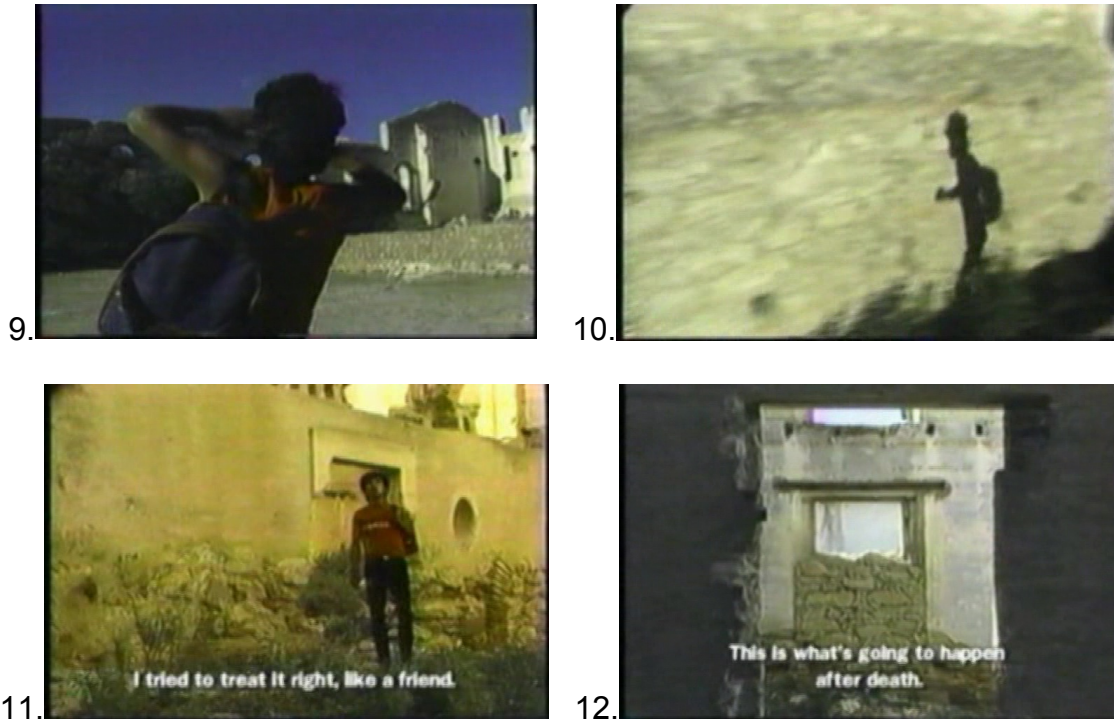 9.
10.
11.
I tried to treat it right, like a friend.
12.
This is what's going to happen
after death.